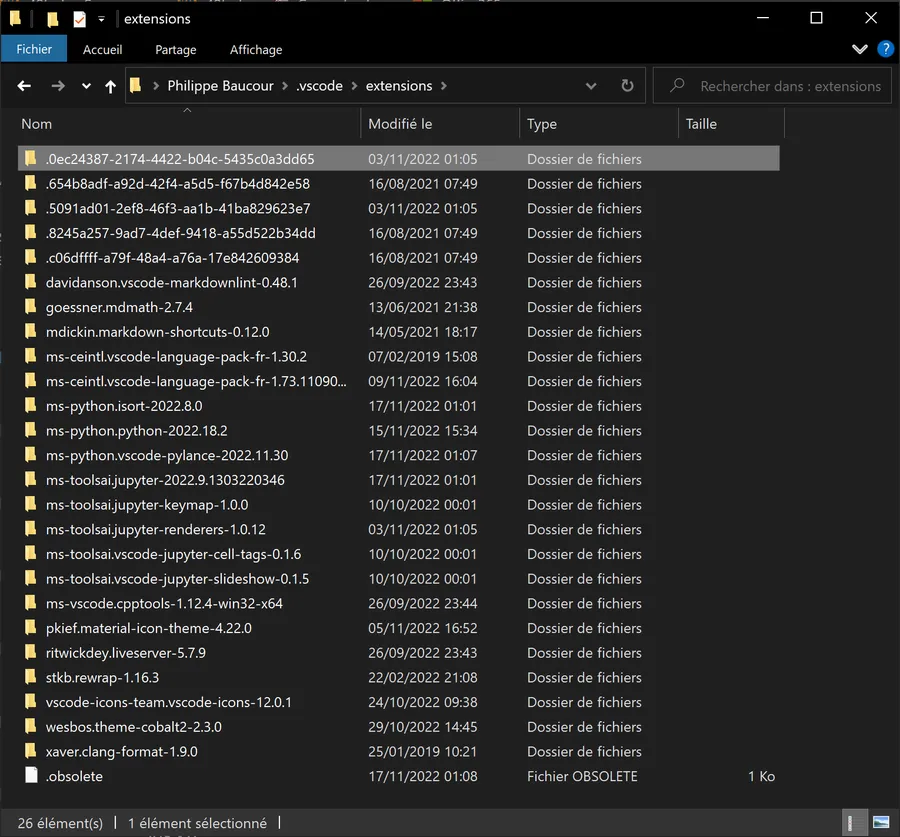 extensions
Fichier Accueil Partage Affichage
Philippe Baucour .vscode extensions Rechercher dans : extensions
Nom Modifié le Type Taille
.0ec24387-2174-4422-b04c-5435c0a3dd65 03/11/2022 01:05 Dossier de fichiers
.654b8adf-a92d-42f4-a5d5-f67b4d842e58 16/08/2021 07:49 Dossier de fichiers
.5091ad01-2ef8-46f3-aa1b-41ba829623e7 03/11/2022 01:05 Dossier de fichiers
.8245a257-9ad7-4def-9418-a55d522b34dd 16/08/2021 07:49 Dossier de fichiers
.c06dffff-a79f-48a4-a76a-17e842609384 16/08/2021 07:49 Dossier de fichiers
davidanson.vscode-markdownlint-0.48.1 26/09/2022 23:43 Dossier de fichiers
goessner.mdmath-2.7.4 13/06/2021 21:38 Dossier de fichiers
mdickin.markdown-shortcuts-0.12.0 14/05/2021 18:17 Dossier de fichiers
ms-ceintl.vscode-language-pack-fr-1.30.2 07/02/2019 15:08 Dossier de fichiers
ms-ceintl.vscode-language-pack-fr-1.73.11090... 09/11/2022 16:04 Dossier de fichiers
ms-python.isort-2022.8.0 17/11/2022 01:01 Dossier de fichiers
ms-python.python-2022.18.2 15/11/2022 15:34 Dossier de fichiers
ms-python.vscode-pylance-2022.11.30 17/11/2022 01:07 Dossier de fichiers
ms-toolsai.jupyter-2022.9.1303220346 17/11/2022 01:01 Dossier de fichiers
ms-toolsai.jupyter-keymap-1.0.0 10/10/2022 00:01 Dossier de fichiers
ms-toolsai.jupyter-renderers-1.0.12 03/11/2022 01:05 Dossier de fichiers
ms-toolsai.vscode-jupyter-cell-tags-0.1.6 10/10/2022 00:01 Dossier de fichiers
ms-toolsai.vscode-jupyter-slideshow-0.1.5 10/10/2022 00:01 Dossier de fichiers
ms-vscode.cpptools-1.12.4-win32-x64 26/09/2022 23:44 Dossier de fichiers
pkief.material-icon-theme-4.22.0 05/11/2022 16:52 Dossier de fichiers
ritwickdey.liveserver-5.7.9 26/09/2022 23:43 Dossier de fichiers
stkb.rewrap-1.16.3 22/02/2022 21:08 Dossier de fichiers
vscode-icons-team.vscode-icons-12.0.1 24/10/2022 09:38 Dossier de fichiers
wesbos.theme-cobalt2-2.3.0 29/10/2022 14:45 Dossier de fichiers
xaver.clang-format-1.9.0 25/01/2019 10:21 Dossier de fichiers
.obsolete 17/11/2022 01:08 Fichier OBSOLETE 1 Ko
26 élément(s) 1 élément sélectionné